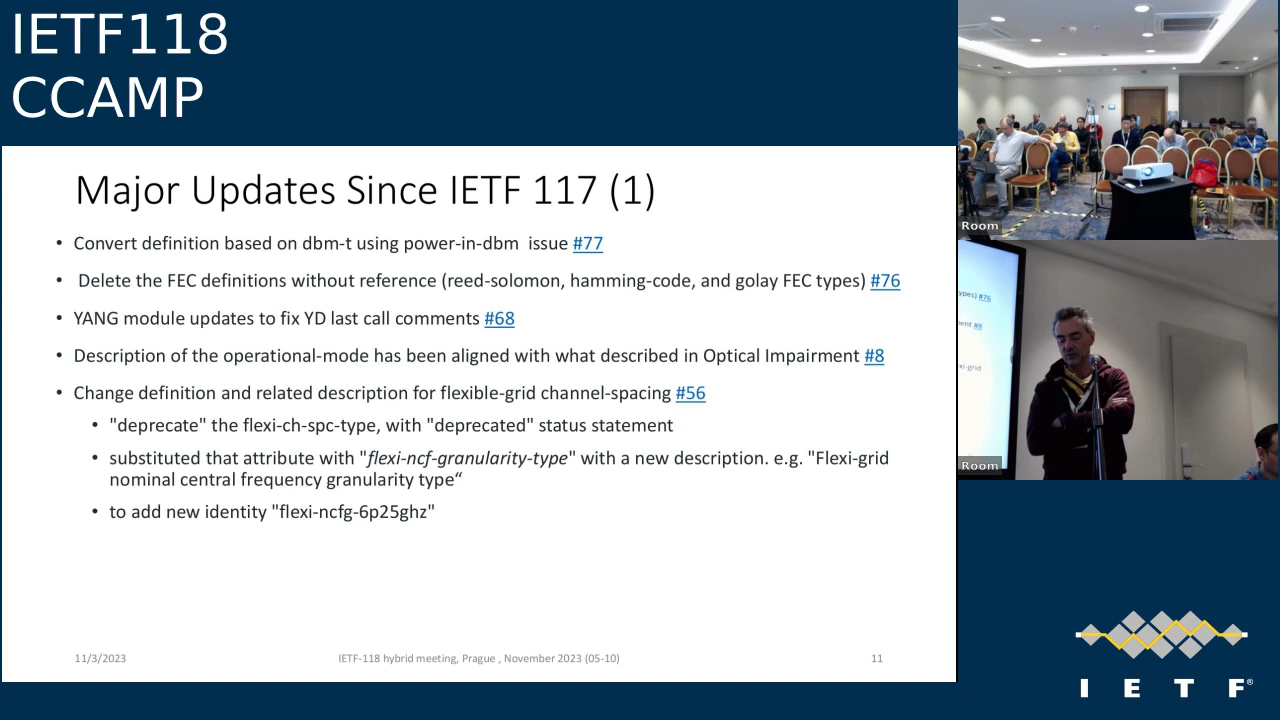 IETF118
CCAMP
Major Updates Since IETF 117 (1)
• Convert definition based on dbm-t using power-in-dbm  issue #77
• Delete the FEC definitions without reference (reed-solomon, hamming-code, and golay FEC types) #76
• YANG module updates to fix YD last call comments #68
• Description of the operational-mode has been aligned with what described in Optical Impairment #8
• Change definition and related description for flexible-grid channel-spacing #56
• "deprecate" the flexi-ch-spc-type, with "deprecated" status statement
• substituted that attribute with "flexi-ncf-granularity-type" with a new description. e.g. "Flexi-grid
nominal central frequency granularity type“
• to add new identity "flexi-ncfg-6p25ghz"
11/3/2023
IETF-118 hybrid meeting, Prague , November 2023 (05-10)
11
Room
ypes) #76
ment #8
xi-grid
Room
I E T F®